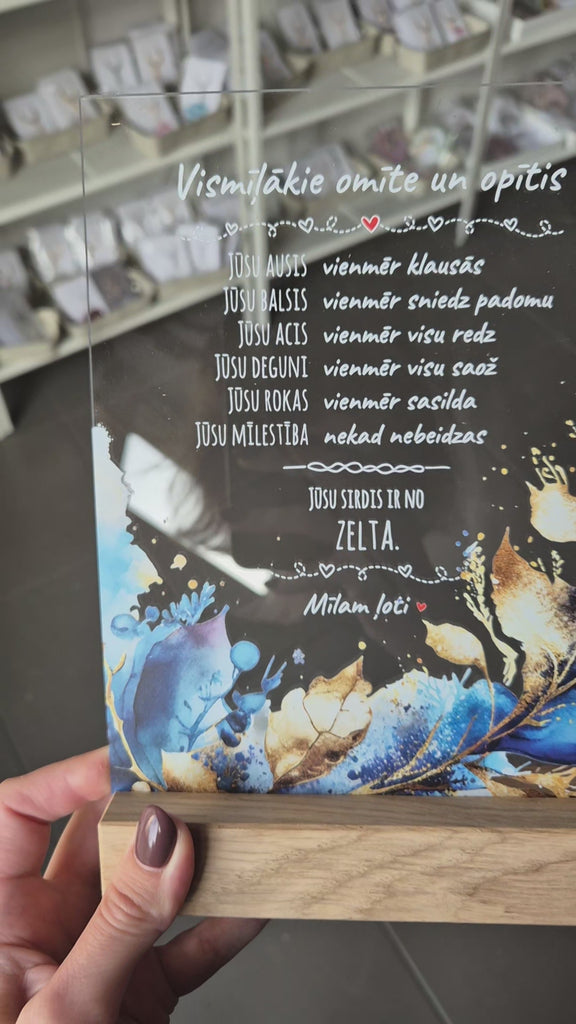 Vismīļākie omīte un opītis
JŪSU AUSIS vienmēr klausās
JŪSU BALSIS vienmēr sniedz padomu
JŪSU ACIS vienmēr visu redz
JŪSU DEGUNI vienmēr visu saož
JŪSU ROKAS vienmēr sasilda
JŪSU MĪLESTĪBA nekad nebeidzas
JŪSU SIRDIS IR NO
ZELTA.
Mīlam ļoti